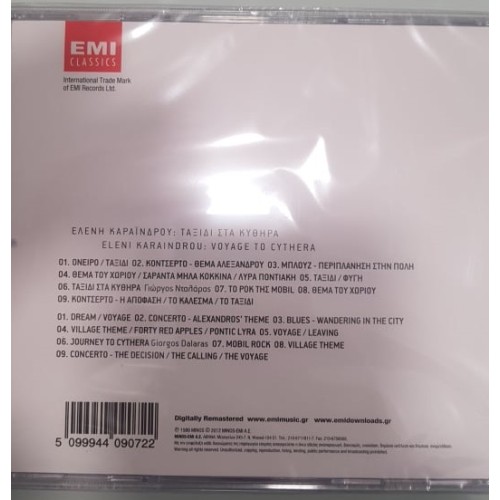 EMI
CLASSICS
International Trade Mark
of EMI Records Ltd.
ΕΛΕΝΗ ΚΑΡΑΪΝΔΡΟΥ: ΤΑΞΙΔΙ ΣΤΑ ΚΥΘΗΡΑ
ELENI KARAINDROU: VOYAGE TO CYTHERA
01. ΟΝΕΙΡΟ / ΤΑΞΙΔΙ 02. ΚΟΝΤΣΕΡΤΟ - ΘΕΜΑ ΑΛΕΞΑΝΔΡΟΥ 03. ΜΠΛΟΥΖ - ΠΕΡΙΠΛΑΝΗΣΗ ΣΤΗΝ ΠΟΛΗ
04. ΘΕΜΑ ΤΟΥ ΧΩΡΙΟΥ / ΣΑΡΑΝΤΑ ΜΗΛΑ ΚΟΚΚΙΝΑ / ΛΥΡΑ ΠΟΝΤΙΑΚΗ 05. ΤΑΞΙΔΙ / ΦΥΓΗ
06. ΤΑΞΙΔΙ ΣΤΑ ΚΥΘΗΡΑ Γιώργος Νταλάρας 07. ΤΟ ΡΟΚ ΤΗΣ MOBIL 08. ΘΕΜΑ ΤΟΥ ΧΩΡΙΟΥ
09. ΚΟΝΤΣΕΡΤΟ - Η ΑΠΟΦΑΣΗ / ΤΟ ΚΑΛΕΣΜΑ / ΤΟ ΤΑΞΙΔΙ
01. DREAM / VOYAGE 02. CONCERTO - ALEXANDROS' THEME 03. BLUES - WANDERING IN THE CITY
04. VILLAGE THEME / FORTY RED APPLES / PONTIC LYRA 05. VOYAGE / LEAVING
06. JOURNEY TO CYTHERA Giorgos Dalaras 07. MOBIL ROCK 08. VILLAGE THEME
09. CONCERTO - THE DECISION / THE CALLING / THE VOYAGE
Digitally Remastered www.emimusic.gr www.emidownloads.gr
5 099944 090722